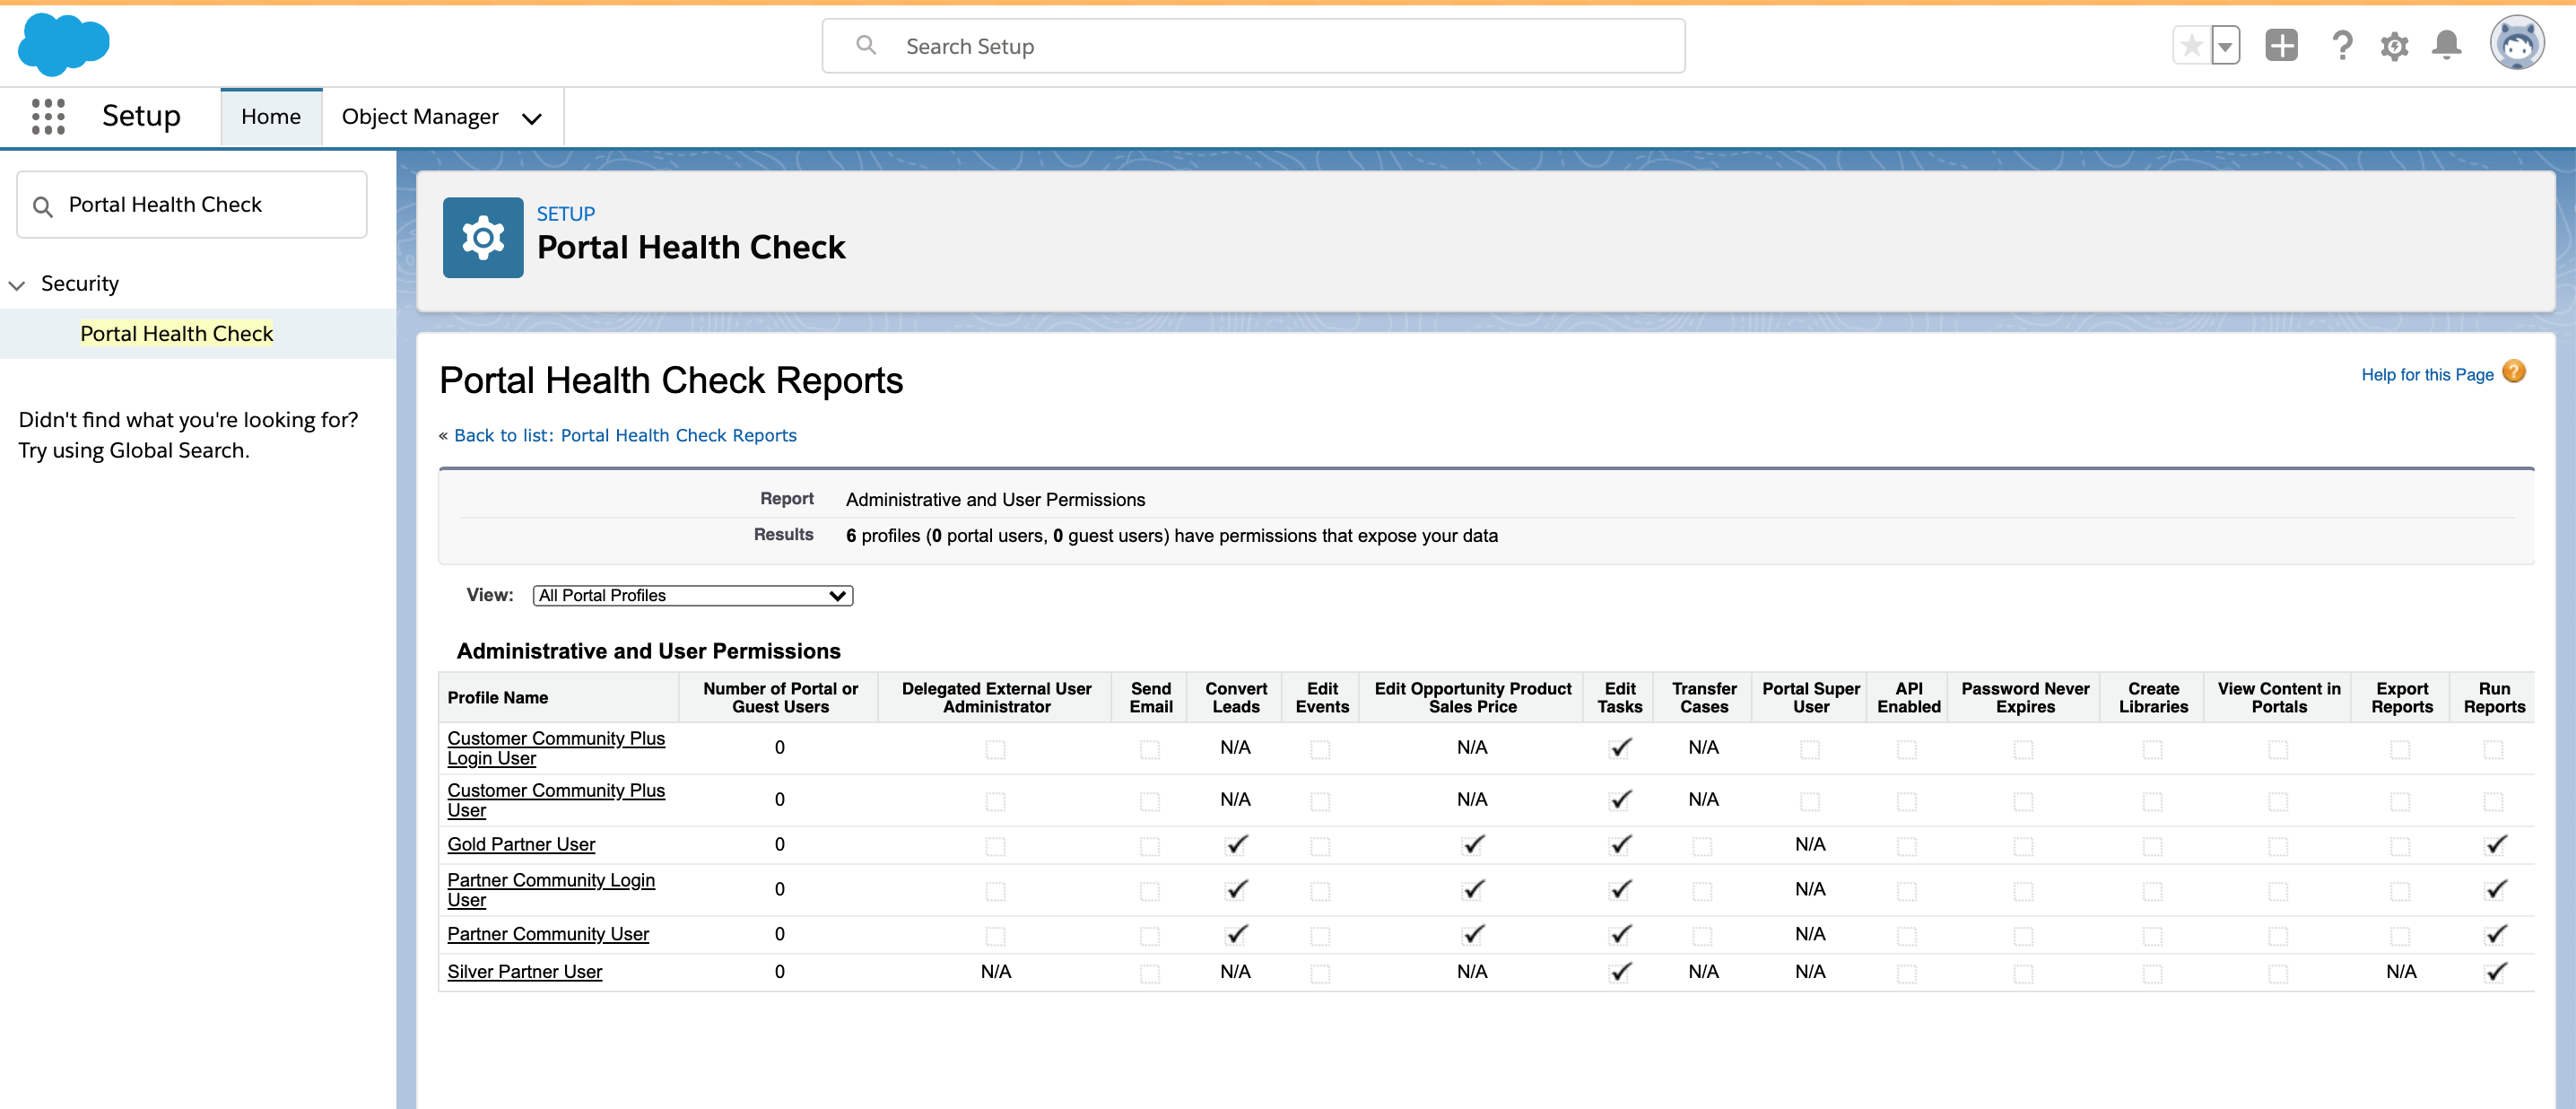 Search Setup
Setup
Home
Object Manager
Portal Health Check
Security
Portal Health Check
Didn't find what you're looking for?
Try using Global Search.
SETUP
Portal Health Check
Portal Health Check Reports
Help for this Page
« Back to list: Portal Health Check Reports
Report Administrative and User Permissions
Results 6 profiles (0 portal users, 0 guest users) have permissions that expose your data
View: All Portal Profiles
Administrative and User Permissions
Profile Name Number of Portal or Guest Users Delegated External User Administrator Send Email Convert Leads Edit Events Edit Opportunity Product Sales Price Edit Tasks Transfer Cases Portal Super User API Enabled Password Never Expires Create Libraries View Content in Portals Export Reports Run Reports
Customer Community Plus Login User 0 N/A N/A N/A
Customer Community Plus User 0 N/A N/A N/A
Gold Partner User 0 N/A
Partner Community Login User 0 N/A
Partner Community User 0 N/A
Silver Partner User 0 N/A N/A N/A N/A N/A N/A